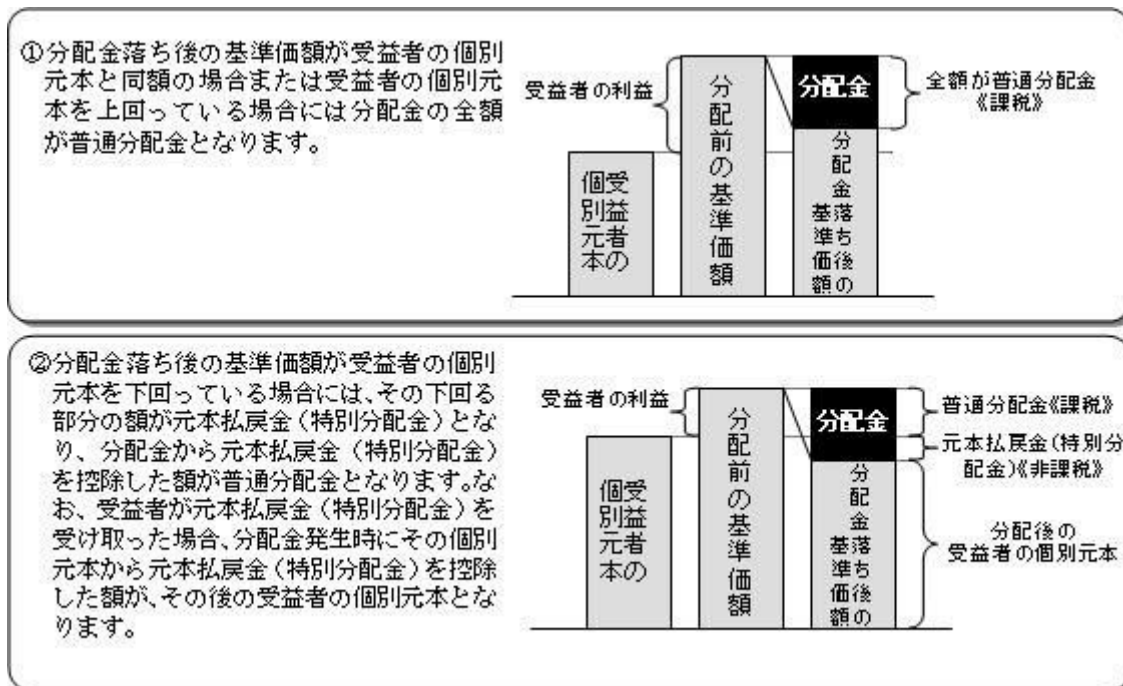 ①分配金落ち後の基準価額が受益者の個別
元本と同額の場合または受益者の個別元
本を上回っている場合には分配金の全額
が普通分配金となります。
受益者の利益
受益者の
個別元本
分配前の基準価額
分配金
分配金落ち後の
基準価額
全額が普通分配金
《課税》
②分配金落ち後の基準価額が受益者の個別
元本を下回っている場合には、その下回る
部分の額が元本払戻金（特別分配金）とな
り、分配金から元本払戻金（特別分配金）
を控除した額が普通分配金となります。な
お、受益者が元本払戻金（特別分配金）を
受け取った場合、分配金発生時にその個別
元本から元本払戻金（特別分配金）を控除
した額が、その後の受益者の個別元本とな
ります。
受益者の利益
受益者の
個別元本
分配前の基準価額
分配金
分配金落ち後の
基準価額
普通分配金《課税》
元本払戻金(特別分
配金)《非課税》
分配後の
受益者の個別元本